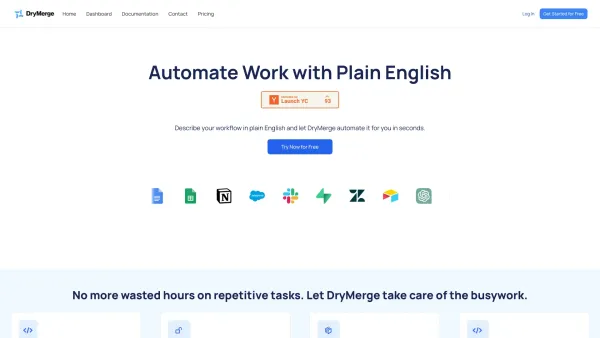 DryMerge
Home
Dashboard
Documentation
Contact
Pricing
Log In
Get Started for Free
Automate Work with Plain English
Launch YC
93
Describe your workflow in plain English and let DryMerge automate it for you in seconds.
Try Now for Free
No more wasted hours on repetitive tasks. Let DryMerge take care of the busywork.